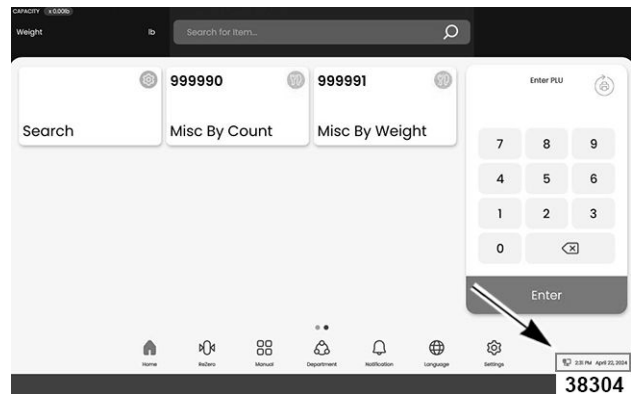 CAPACITY x 0.00lb
Weight lb Search for Item...
Search
999990
Misc By Count
999991
Misc By Weight
Enter PLU
7 8 9
4 5 6
1 2 3
0
Enter
Home ReZero Manual Department Notification Language Settings
2:31 PM April 22, 2024
38304